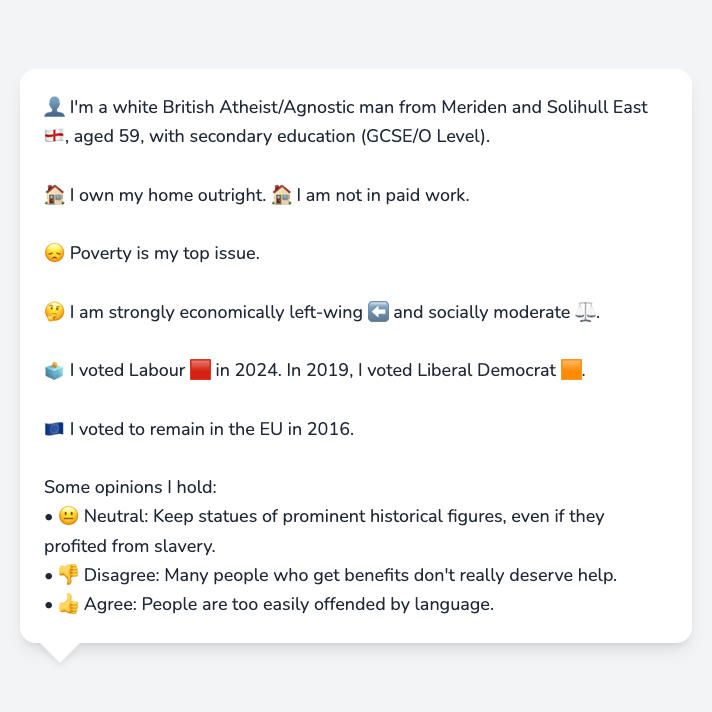 👤 I'm a white British Atheist/Agnostic man from Meriden and Solihull East
🏴󠁧󠁢󠁥󠁮󠁧󠁿, aged 59, with secondary education (GCSE/O Level).
🏠 I own my home outright. 🏠 I am not in paid work.
😞 Poverty is my top issue.
🤔 I am strongly economically left-wing ⬅️ and socially moderate ⚖️.
🗳️ I voted Labour 🟥 in 2024. In 2019, I voted Liberal Democrat 🟧.
🇪🇺 I voted to remain in the EU in 2016.
Some opinions I hold:
• 😐 Neutral: Keep statues of prominent historical figures, even if they
profited from slavery.
• 👎 Disagree: Many people who get benefits don't really deserve help.
• 👍 Agree: People are too easily offended by language.